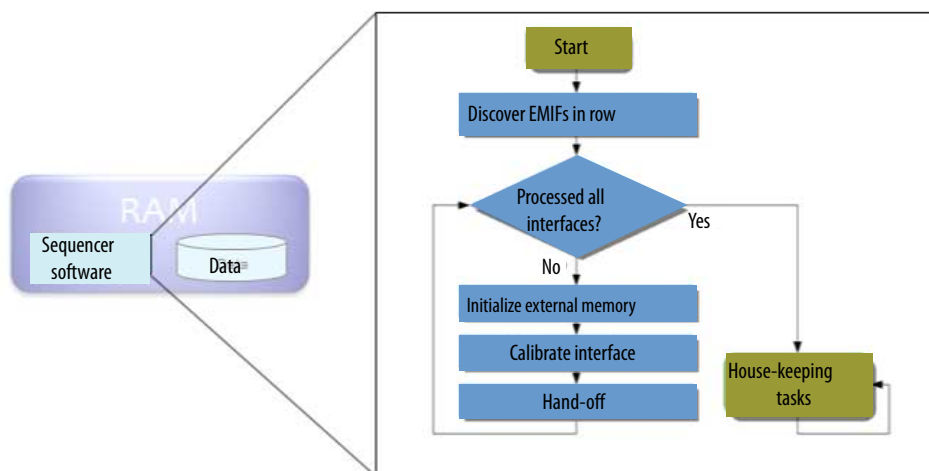 RAM
Sequencer
software
Data
Start
Discover EMIFs in row
Processed all
interfaces?
Yes
No
Initialize external memory
Calibrate interface
Hand-off
House-keeping
tasks